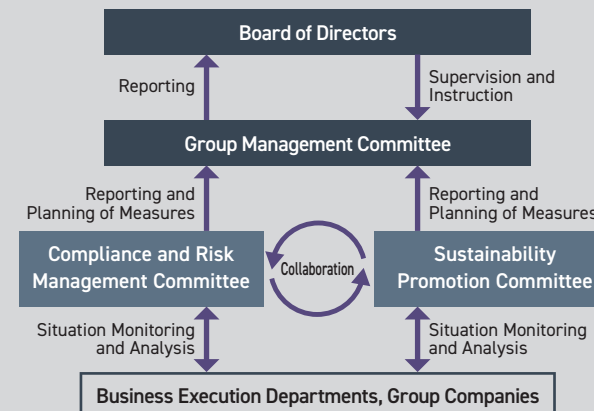 Board of Directors
Reporting
Supervision and
Instruction
Group Management Committee
Reporting and
Planning of Measures
Reporting and
Planning of Measures
Compliance and Risk
Management Committee
Collaboration
Sustainability
Promotion Committee
Situation Monitoring
and Analysis
Situation Monitoring
and Analysis
Business Execution Departments, Group Companies